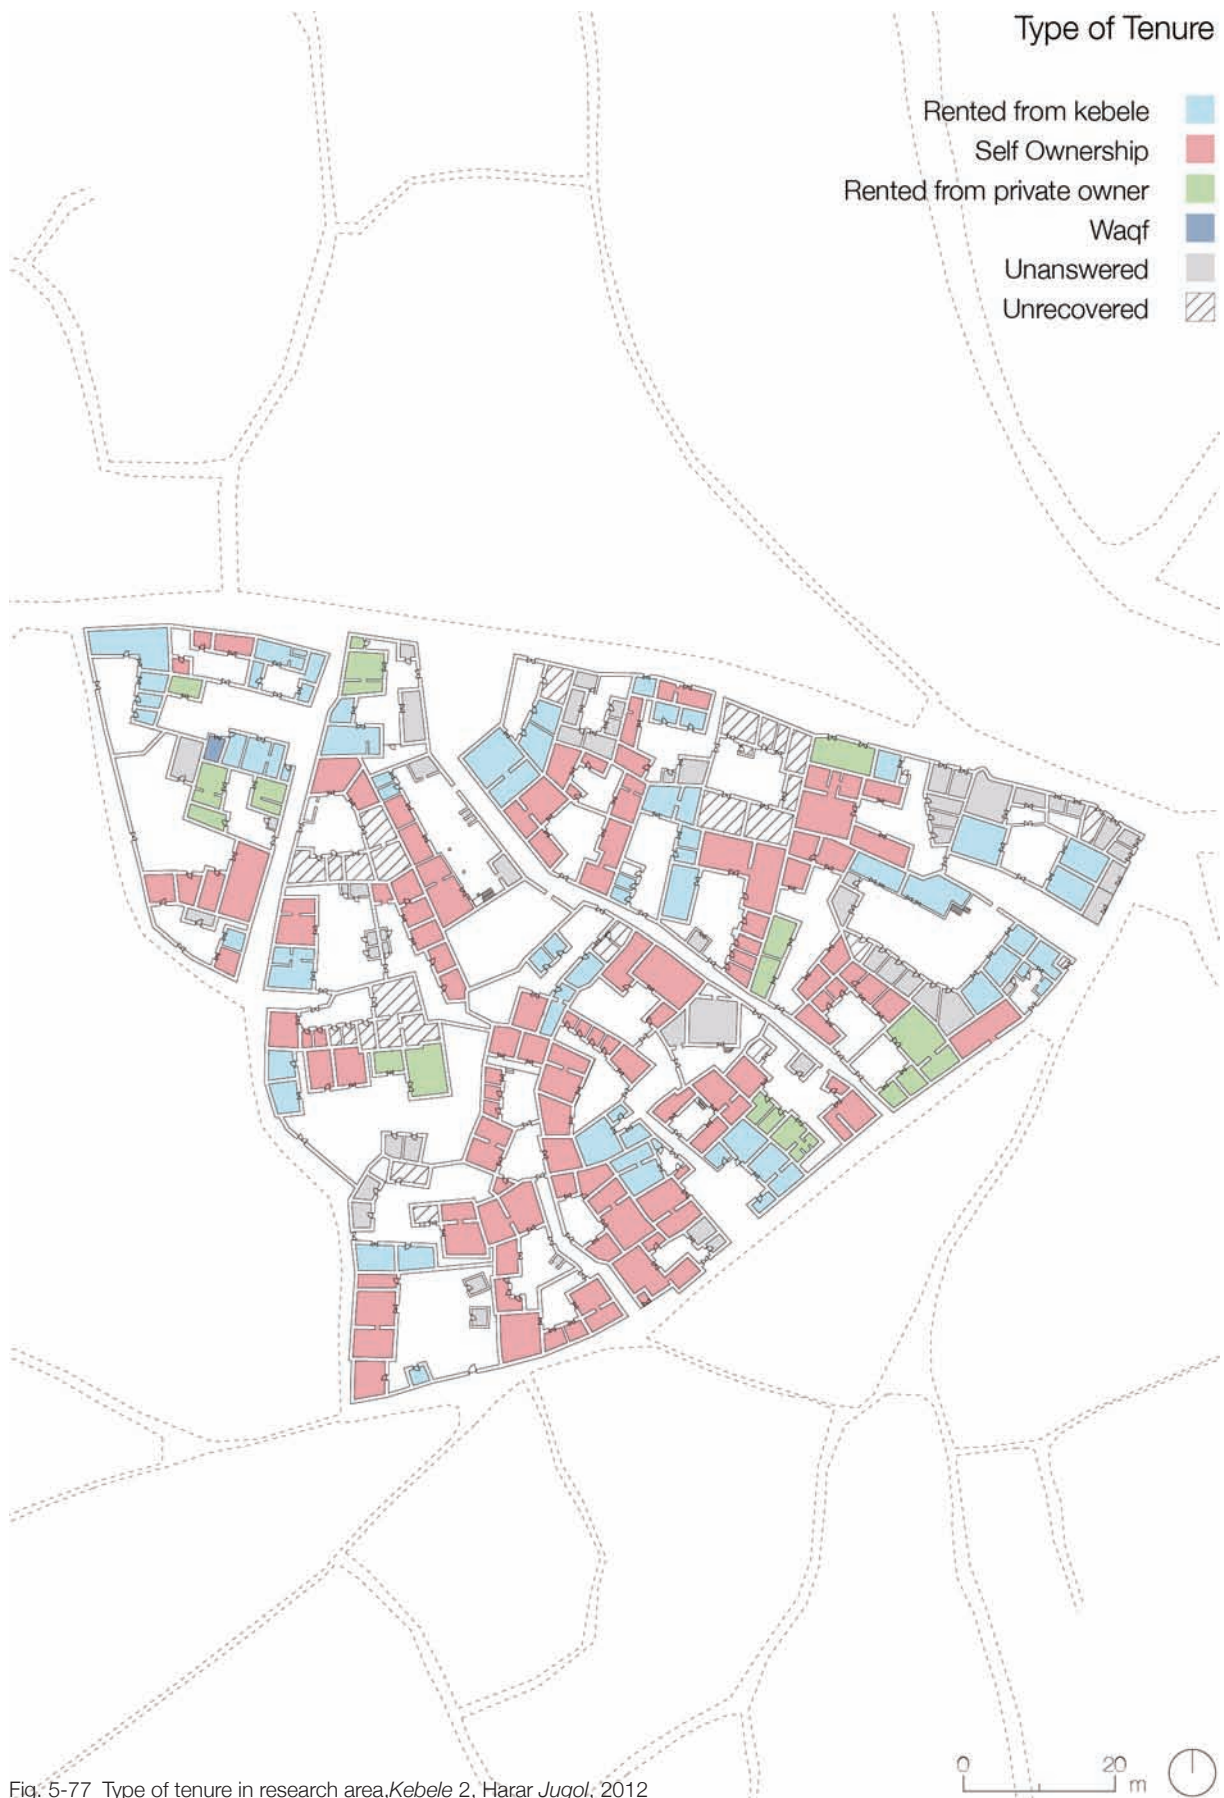 Type of Tenure
Rented from kebele
Self Ownership
Rented from private owner
Waqf
Unanswered
Unrecovered
0 20 m
Fig. 5-77 Type of tenure in research area,Kebele 2, Harar Jugol, 2012